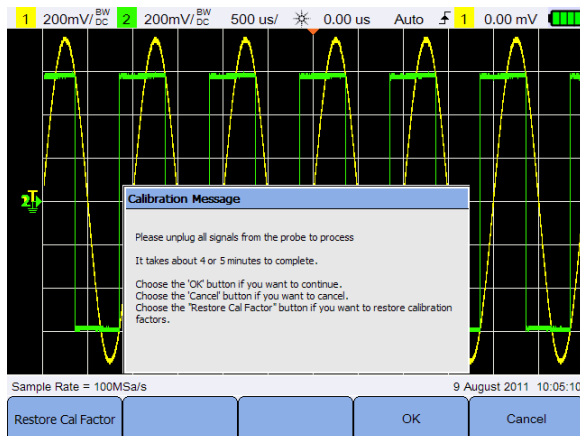 1 200mV/ BW DC 2 200mV/ BW DC 500 us/ 0.00 us Auto 1 0.00 mV
Calibration Message
Please unplug all signals from the probe to process
It takes about 4 or 5 minutes to complete.
Choose the 'OK' button if you want to continue.
Choose the 'Cancel' button if you want to cancel.
Choose the "Restore Cal Factor" button if you want to restore calibration
factors.
Sample Rate = 100MSa/s 9 August 2011 10:05:10
Restore Cal Factor OK Cancel